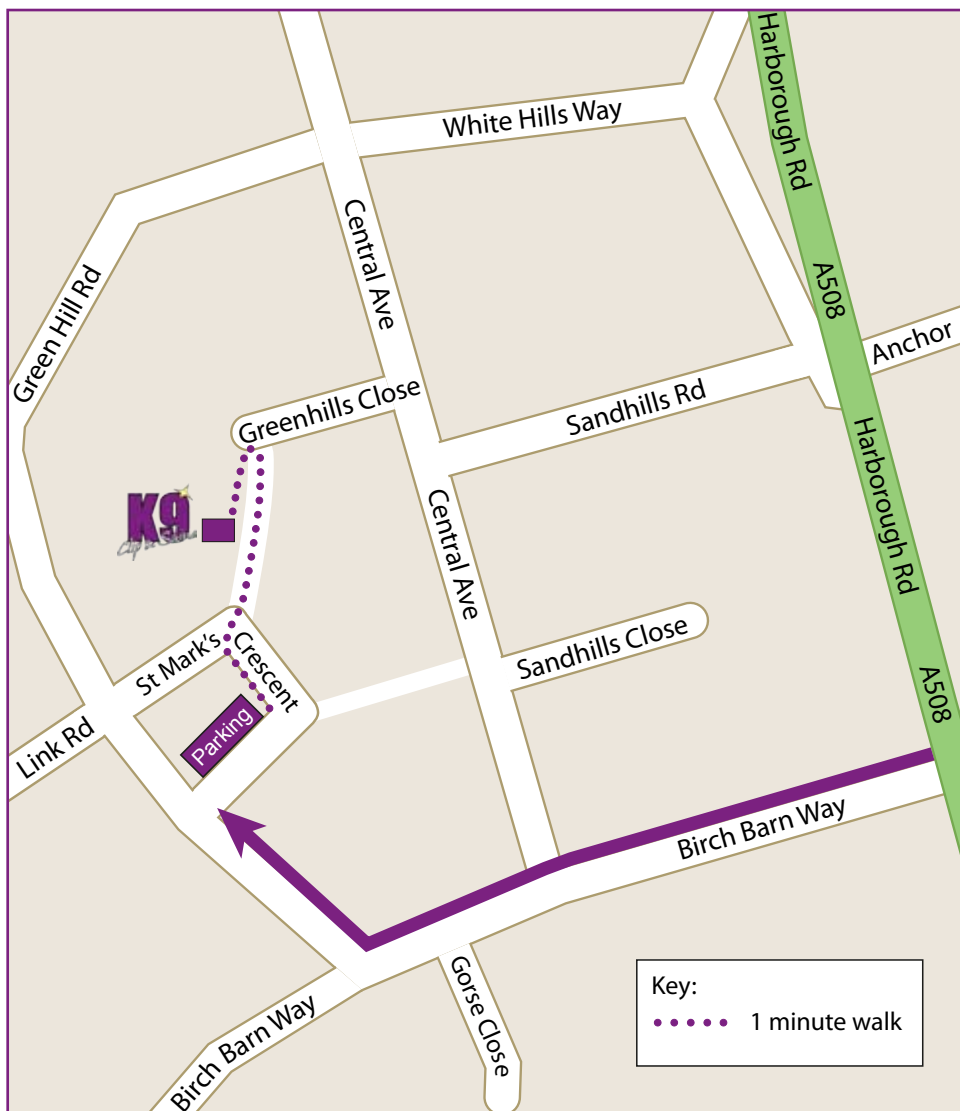 Harborough Rd
White Hills Way
Central Ave
A508
Green Hill Rd
Anchor
Greenhills Close
Sandhills Rd
Harborough Rd
K9
Central Ave
St Mark's
Crescent
Sandhills Close
Link Rd
Parking
A508
Birch Barn Way
Gorse Close
Birch Barn Way
Key:
1 minute walk